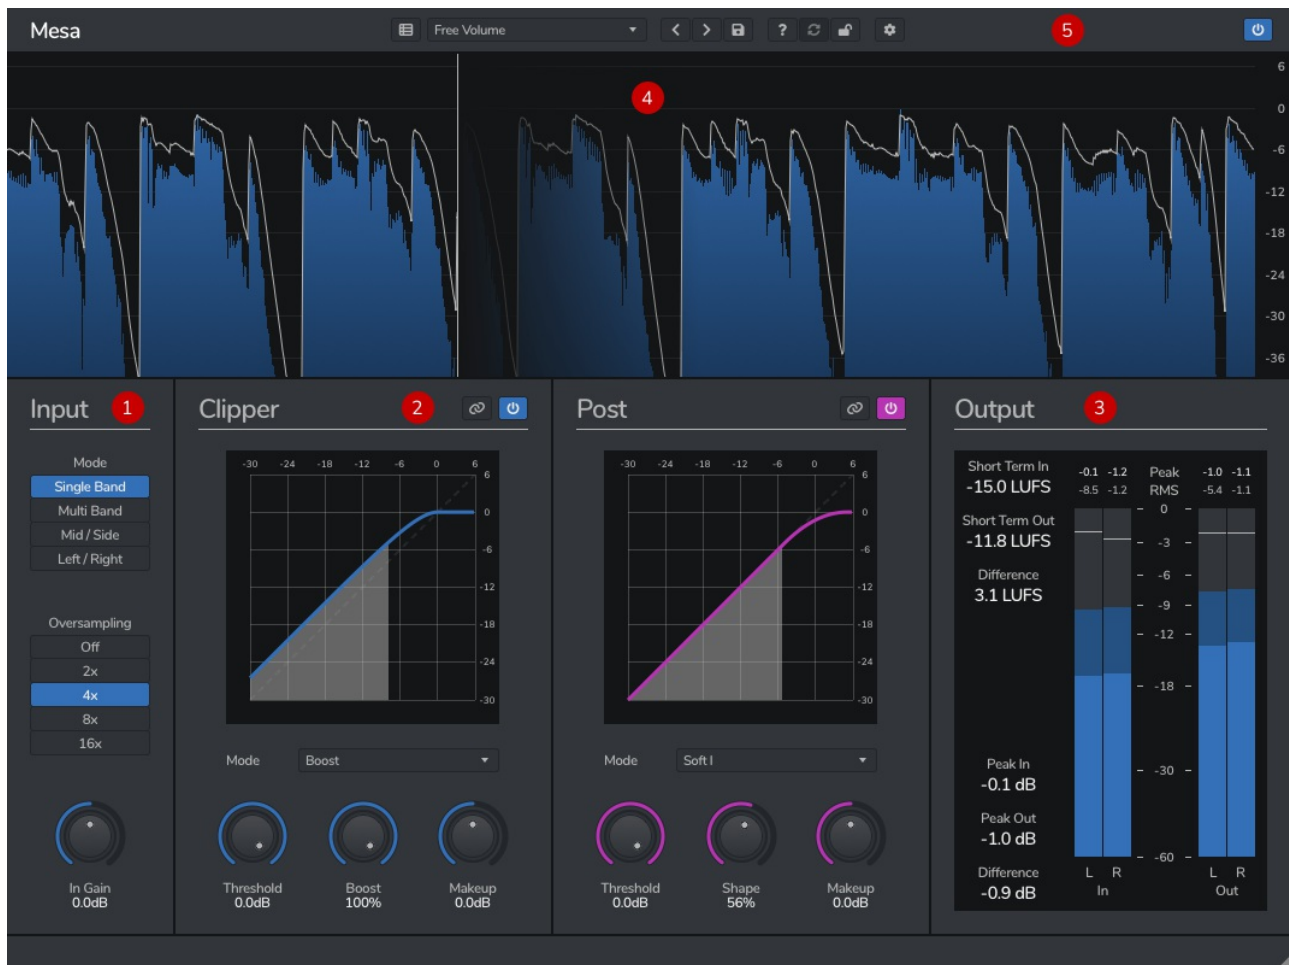 Mesa
Free Volume
?
5
4
6
0
-6
-12
-18
-24
-30
-36
Input 1
Mode
Single Band
Multi Band
Mid / Side
Left / Right
Oversampling
Off
2x
4x
8x
16x
In Gain
0.0dB
Clipper 2
-30 -24 -18 -12 -6 0 6
6
0
-6
-12
-18
-24
-30
Mode Boost
Threshold Boost Makeup
0.0dB 100% 0.0dB
Post
-30 -24 -18 -12 -6 0 6
6
0
-6
-12
-18
-24
-30
Mode Soft I
Threshold Shape Makeup
0.0dB 56% 0.0dB
Output 3
Short Term In
-15.0 LUFS
Short Term Out
-11.8 LUFS
Difference
3.1 LUFS
Peak In
-0.1 dB
Peak Out
-1.0 dB
Difference
-0.9 dB
-0.1 -1.2 Peak -1.0 -1.1
-8.5 -1.2 RMS -5.4 -1.1
- 0 -
- -3 -
- -6 -
- -9 -
- -12 -
- -18 -
- -30 -
- -60 -
L R L R
In Out